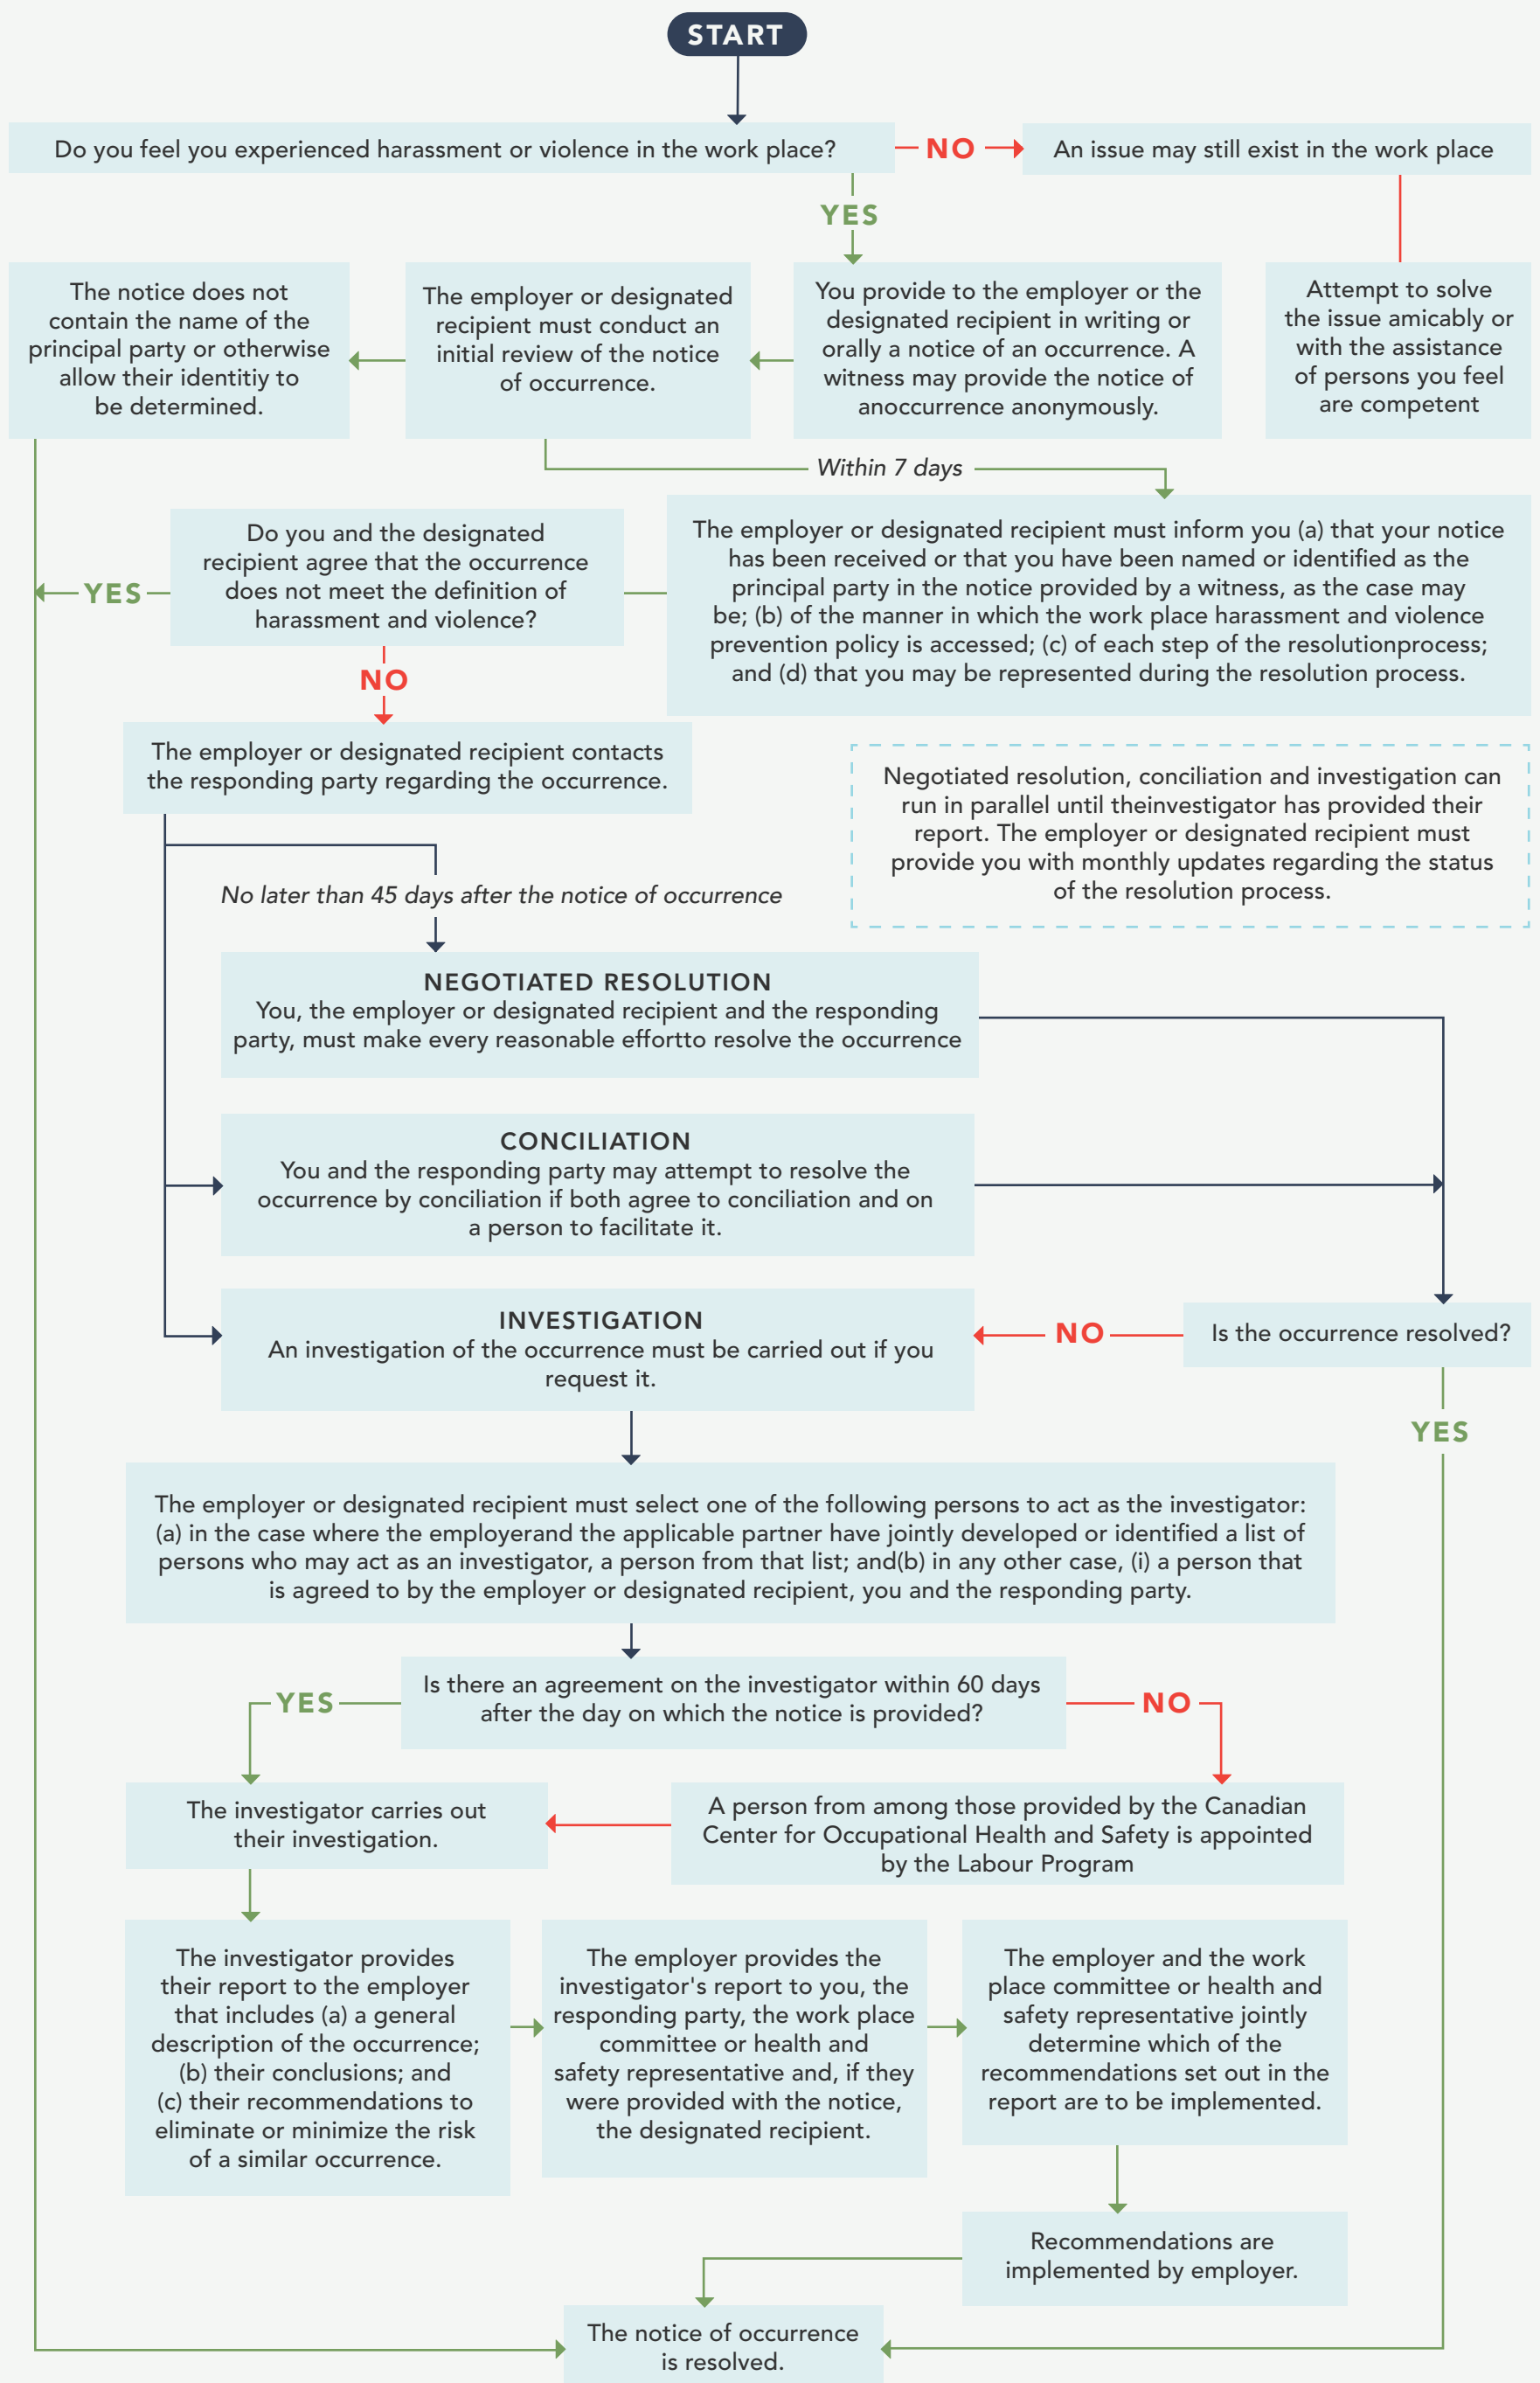 START
Do you feel you experienced harassment or violence in the work place?
NO
An issue may still exist in the work place
YES
The notice does not
contain the name of the
principal party or otherwise
allow their identitiy to
be determined.
The employer or designated
recipient must conduct an
initial review of the notice
of occurrence.
You provide to the employer or the
designated recipient in writing or
orally a notice of an occurrence. A
witness may provide the notice of
anoccurrence anonymously.
Attempt to solve
the issue amicably or
with the assistance
of persons you feel
are competent
Within 7 days
Do you and the designated
recipient agree that the occurrence
does not meet the definition of
harassment and violence?
YES
NO
The employer or designated recipient must inform you (a) that your notice
has been received or that you have been named or identified as the
principal party in the notice provided by a witness, as the case may
be; (b) of the manner in which the work place harassment and violence
prevention policy is accessed; (c) of each step of the resolutionprocess;
and (d) that you may be represented during the resolution process.
The employer or designated recipient contacts
the responding party regarding the occurrence.
Negotiated resolution, conciliation and investigation can
run in parallel until theinvestigator has provided their
report. The employer or designated recipient must
provide you with monthly updates regarding the status
of the resolution process.
No later than 45 days after the notice of occurrence
NEGOTIATED RESOLUTION
You, the employer or designated recipient and the responding
party, must make every reasonable effortto resolve the occurrence
CONCILIATION
You and the responding party may attempt to resolve the
occurrence by conciliation if both agree to conciliation and on
a person to facilitate it.
INVESTIGATION
An investigation of the occurrence must be carried out if you
request it.
NO
Is the occurrence resolved?
YES
The employer or designated recipient must select one of the following persons to act as the investigator:
(a) in the case where the employerand the applicable partner have jointly developed or identified a list of
persons who may act as an investigator, a person from that list; and(b) in any other case, (i) a person that
is agreed to by the employer or designated recipient, you and the responding party.
Is there an agreement on the investigator within 60 days
after the day on which the notice is provided?
YES
NO
The investigator carries out
their investigation.
A person from among those provided by the Canadian
Center for Occupational Health and Safety is appointed
by the Labour Program
The investigator provides
their report to the employer
that includes (a) a general
description of the occurrence;
(b) their conclusions; and
(c) their recommendations to
eliminate or minimize the risk
of a similar occurrence.
The employer provides the
investigator's report to you, the
responding party, the work place
committee or health and
safety representative and, if they
were provided with the notice,
the designated recipient.
The employer and the work
place committee or health and
safety representative jointly
determine which of the
recommendations set out in the
report are to be implemented.
Recommendations are
implemented by employer.
The notice of occurrence
is resolved.